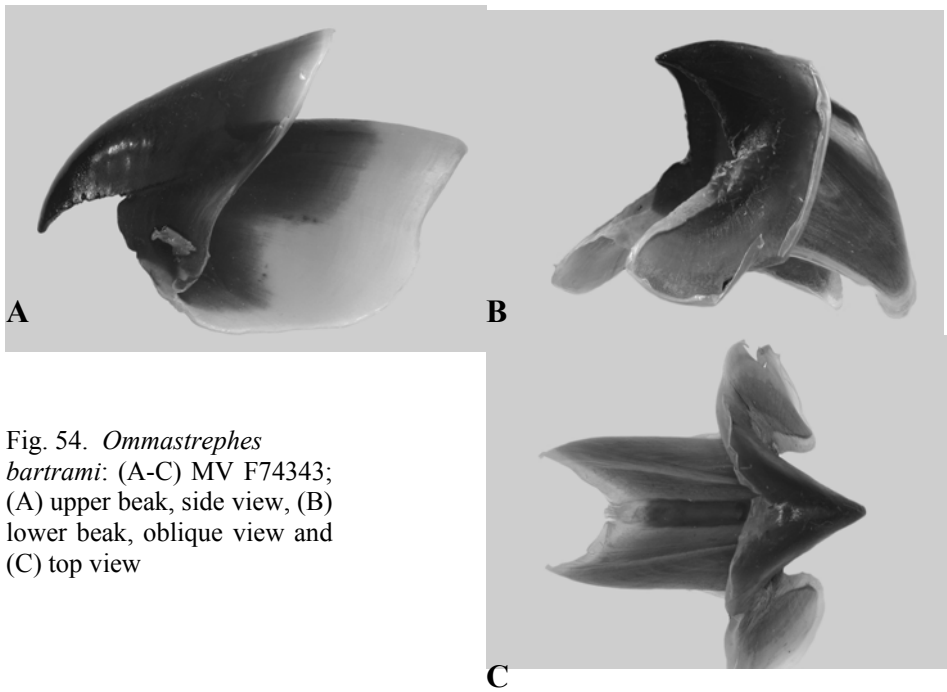 A
B
Fig. 54. Ommastrephes
bartrami: (A-C) MV F74343;
(A) upper beak, side view, (B)
lower beak, oblique view and
(C) top view
C